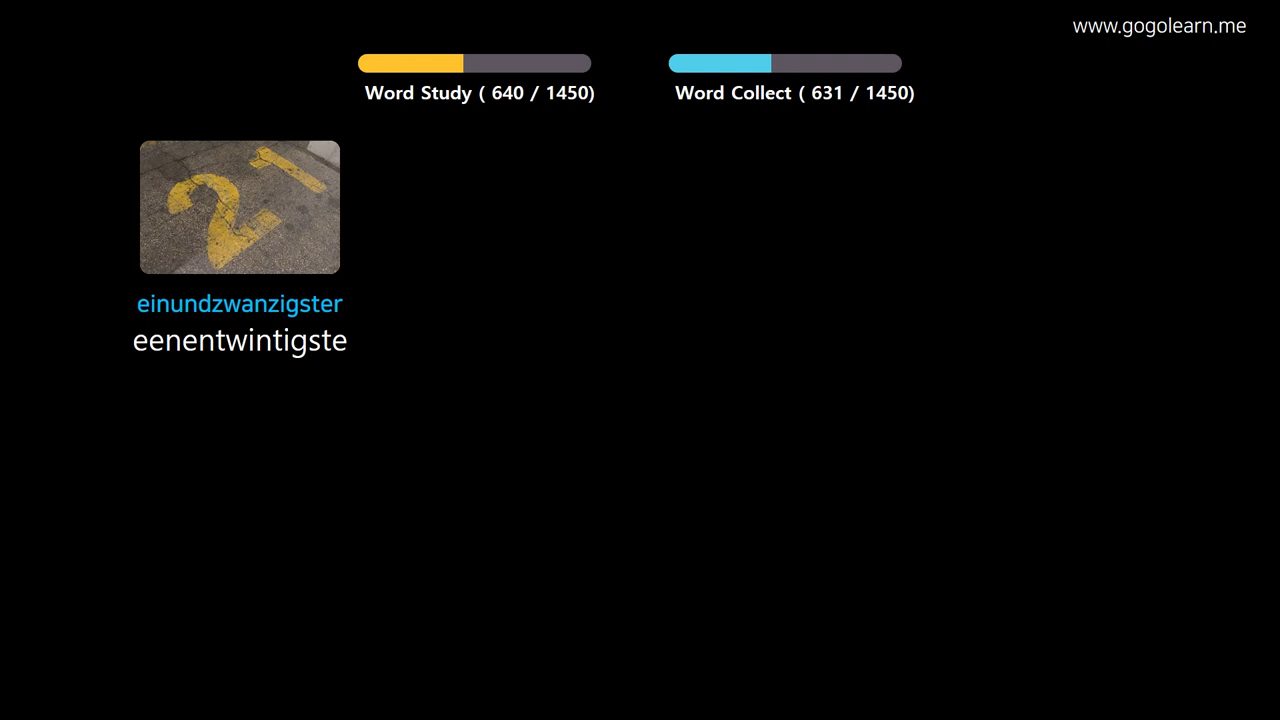 www.gogolearn.me
Word Study ( 640 / 1450)
Word Collect ( 631 / 1450)
21
einundzwanzigster
eenentwintigste